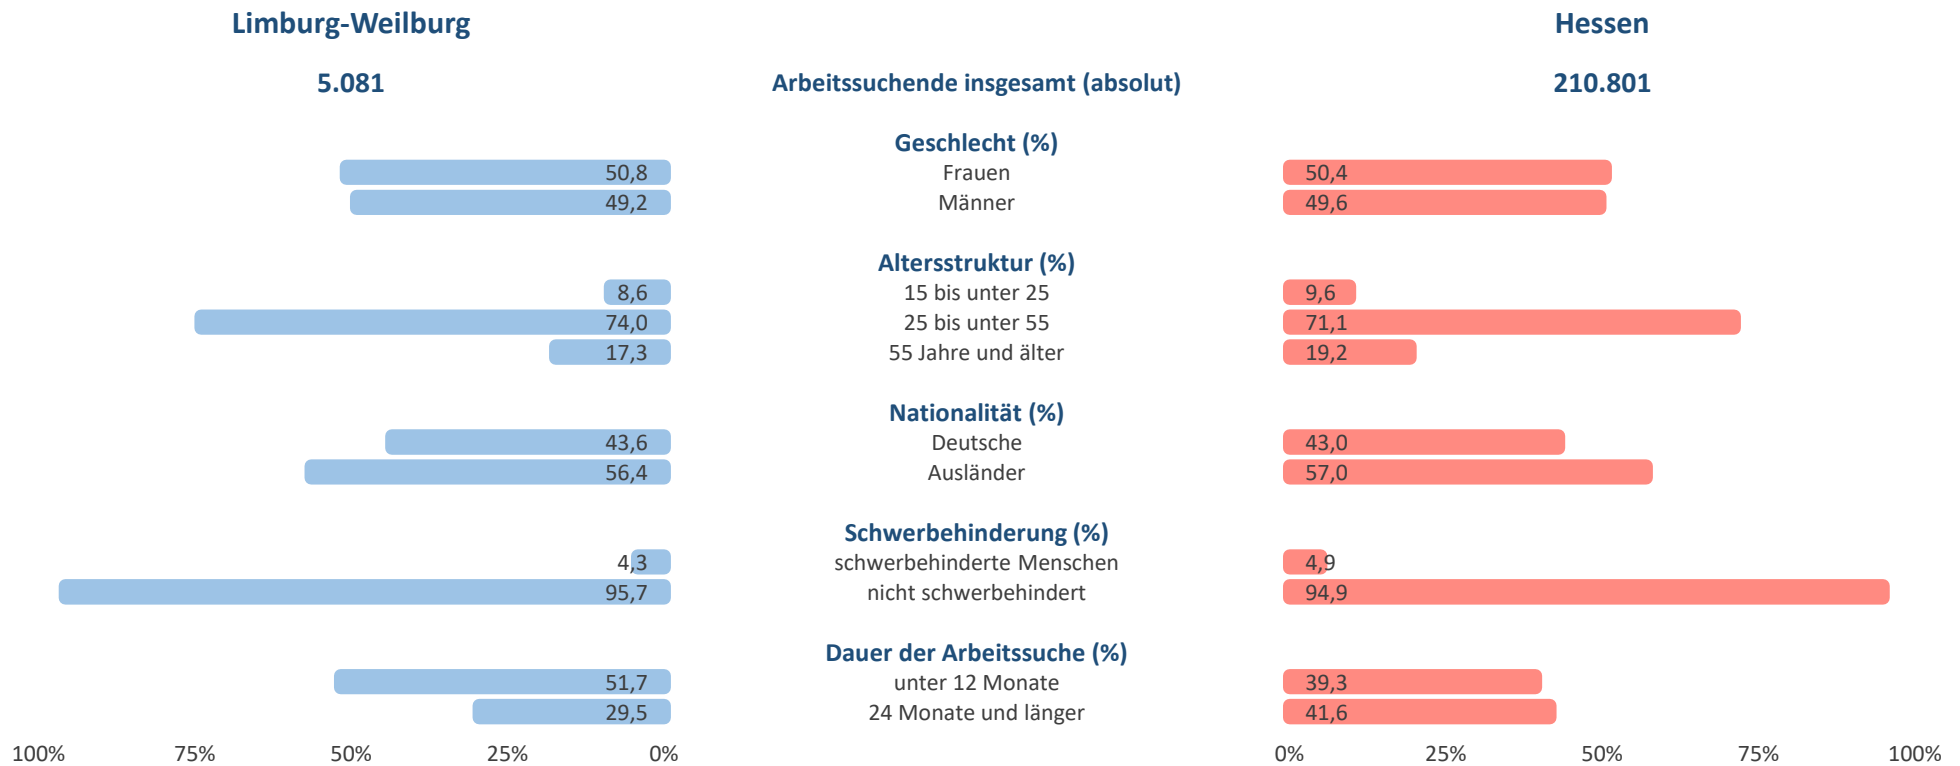 Limburg-Weilburg Hessen
5.081 Arbeitssuchende insgesamt (absolut) 210.801
Geschlecht (%)
50,8 Frauen 50,4
49,2 Männer 49,6
Altersstruktur (%)
8,6 15 bis unter 25 9,6
74,0 25 bis unter 55 71,1
17,3 55 Jahre und älter 19,2
Nationalität (%)
43,6 Deutsche 43,0
56,4 Ausländer 57,0
Schwerbehinderung (%)
4,3 schwerbehinderte Menschen 4,9
95,7 nicht schwerbehindert 94,9
Dauer der Arbeitssuche (%)
51,7 unter 12 Monate 39,3
29,5 24 Monate und länger 41,6
100% 75% 50% 25% 0% 0% 25% 50% 75% 100%